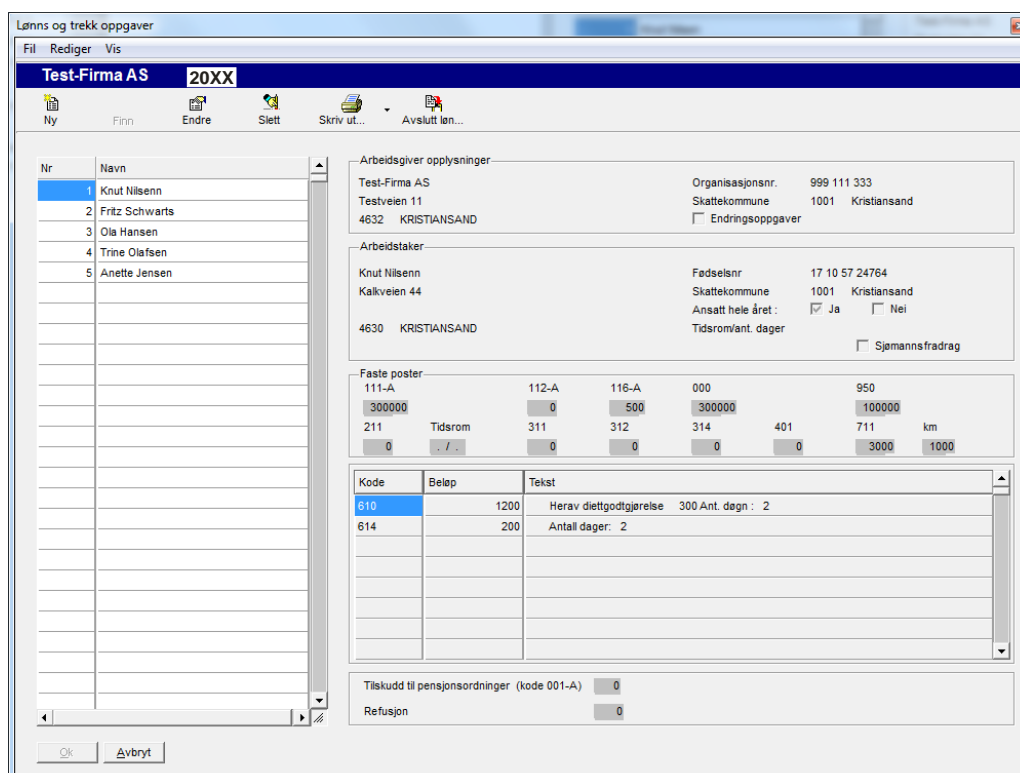 Lønns og trekk oppgaver
Fil Rediger Vis
Test-Firma AS 20XX
Ny Finn Endre Slett Skriv ut... Avslutt løn...
Nr Navn
1 Knut Nilsenn
2 Fritz Schwarts
3 Ola Hansen
4 Trine Olafsen
5 Anette Jensen
Arbeidsgiver opplysninger
Test-Firma AS Organisasjonsnr. 999 111 333
Testveien 11 Skattekommune 1001 Kristiansand
4632 KRISTIANSAND Endringsoppgaver
Arbeidstaker
Knut Nilsenn Fødselsnr 17 10 57 24764
Kalkveien 44 Skattekommune 1001 Kristiansand
Ansatt hele året : Ja Nei
4630 KRISTIANSAND Tidsrom/ant. dager
Sjømannsfradrag
Faste poster
111-A 112-A 116-A 000 950
300000 0 500 300000 100000
211 Tidsrom 311 312 314 401 711 km
0 . / . 0 0 0 0 3000 1000
Kode Beløp Tekst
610 1200 Herav diettgodtgjørelse 300 Ant. døgn : 2
614 200 Antall dager: 2
Tilskudd til pensjonsordninger (kode 001-A) 0
Refusjon 0
Ok Avbryt